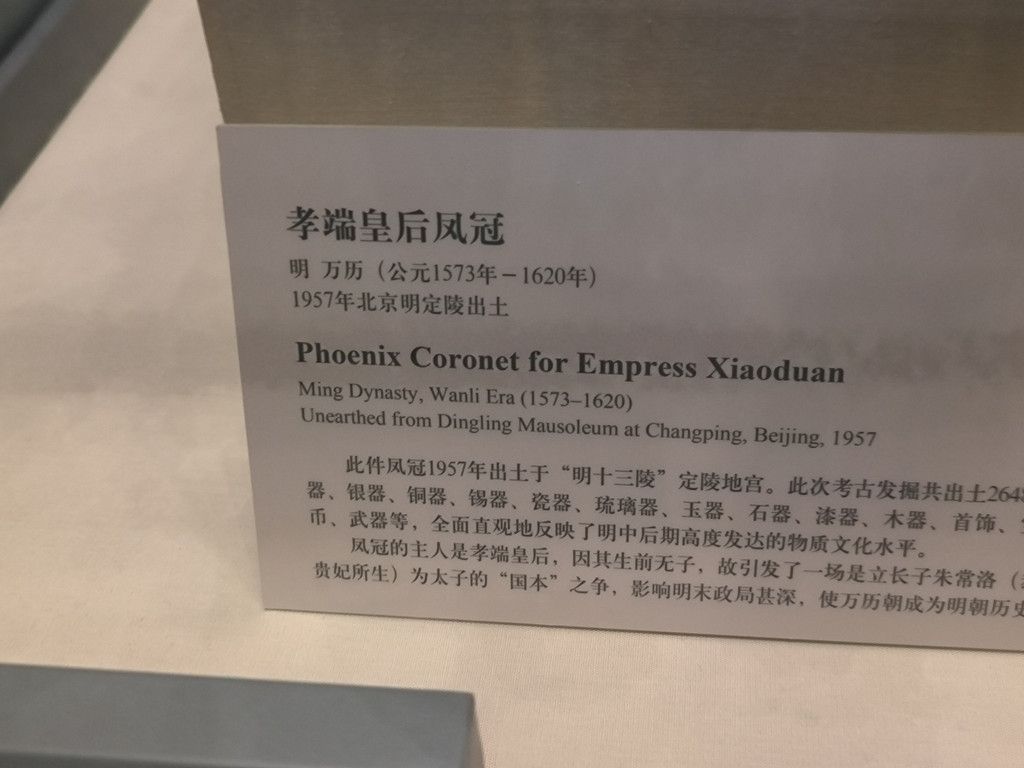 孝端皇后凤冠
明 万历（公元1573年－1620年）
1957年北京明定陵出土
Phoenix Coronet for Empress Xiaoduan
Ming Dynasty, Wanli Era (1573–1620)
Unearthed from Dingling Mausoleum at Changping, Beijing, 1957
此件凤冠1957年出土于“明十三陵”定陵地宫。此次考古发掘共出土264
器、银器、铜器、锡器、瓷器、琉璃器、玉器、石器、漆器、木器、首饰、
币、武器等，全面直观地反映了明中后期高度发达的物质文化水平。
凤冠的主人是孝端皇后，因其生前无子，故引发了一场是立长子朱常洛（
贵妃所生）为太子的“国本”之争，影响明末政局甚深，使万历朝成为明朝历史